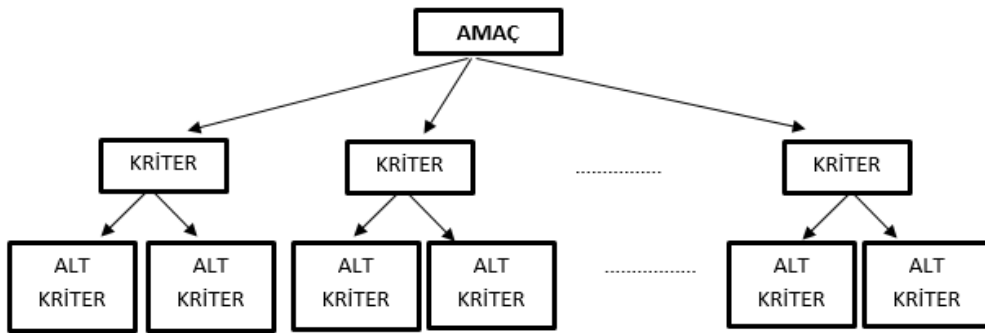 AMAÇ
KRİTER
KRİTER
....................
KRİTER
ALT
KRİTER
ALT
KRİTER
ALT
KRİTER
ALT
KRİTER
.....................
ALT
KRİTER
ALT
KRİTER